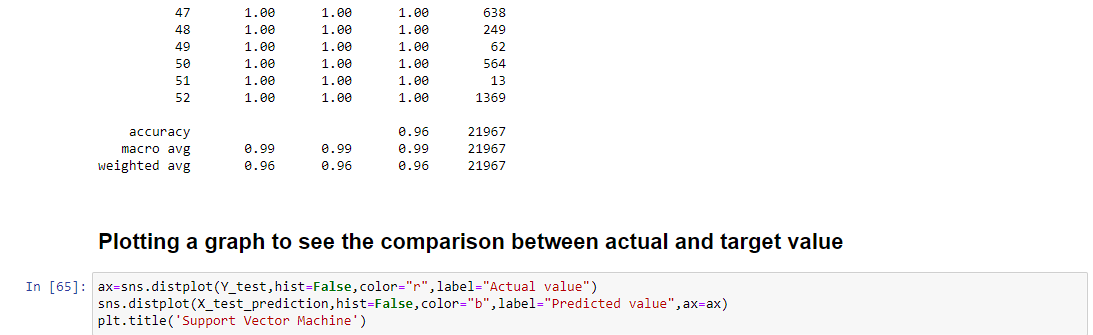 47 1.00 1.00 1.00 638
48 1.00 1.00 1.00 249
49 1.00 1.00 1.00 62
50 1.00 1.00 1.00 564
51 1.00 1.00 1.00 13
52 1.00 1.00 1.00 1369
accuracy 0.96 21967
macro avg 0.99 0.99 0.99 21967
weighted avg 0.96 0.96 0.96 21967
Plotting a graph to see the comparison between actual and target value
In [65]: ax=sns.distplot(Y_test,hist=False,color="r",label="Actual value")
sns.distplot(X_test_prediction,hist=False,color="b",label="Predicted value",ax=ax)
plt.title('Support Vector Machine')